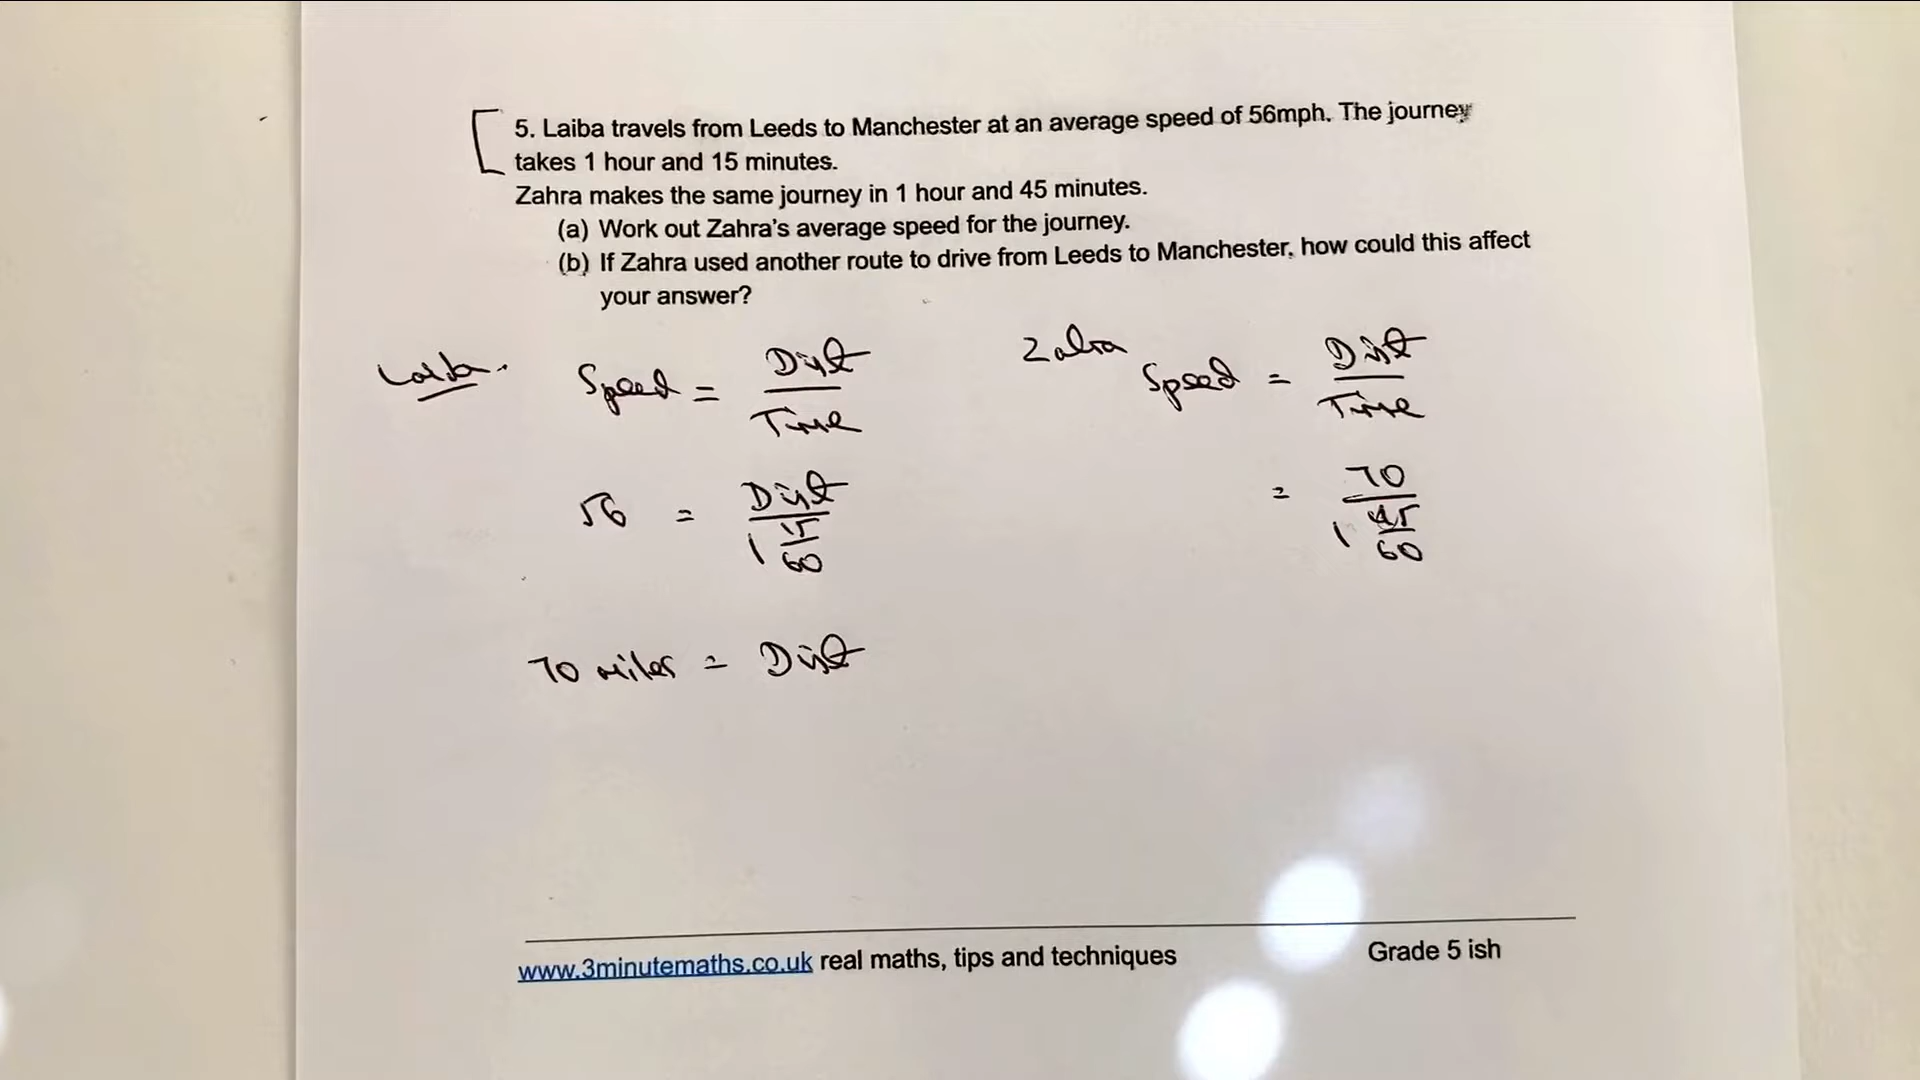 5. Laiba travels from Leeds to Manchester at an average speed of 56mph. The journey
takes 1 hour and 15 minutes.
Zahra makes the same journey in 1 hour and 45 minutes.
(a) Work out Zahra's average speed for the journey.
(b) If Zahra used another route to drive from Leeds to Manchester, how could this affect
your answer?
Laiba. Speed = Dist / Time
Zahra Speed = Dist / Time
56 = Dist / 1 15/60
= 70 / 1 45/60
70 miles = Dist
www.3minutemaths.co.uk real maths, tips and techniques
Grade 5 ish